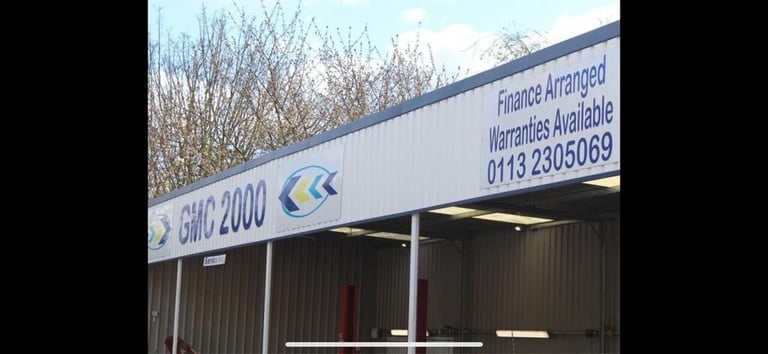 GMC 2000
Finance Arranged
Warranties Available
0113 2305069